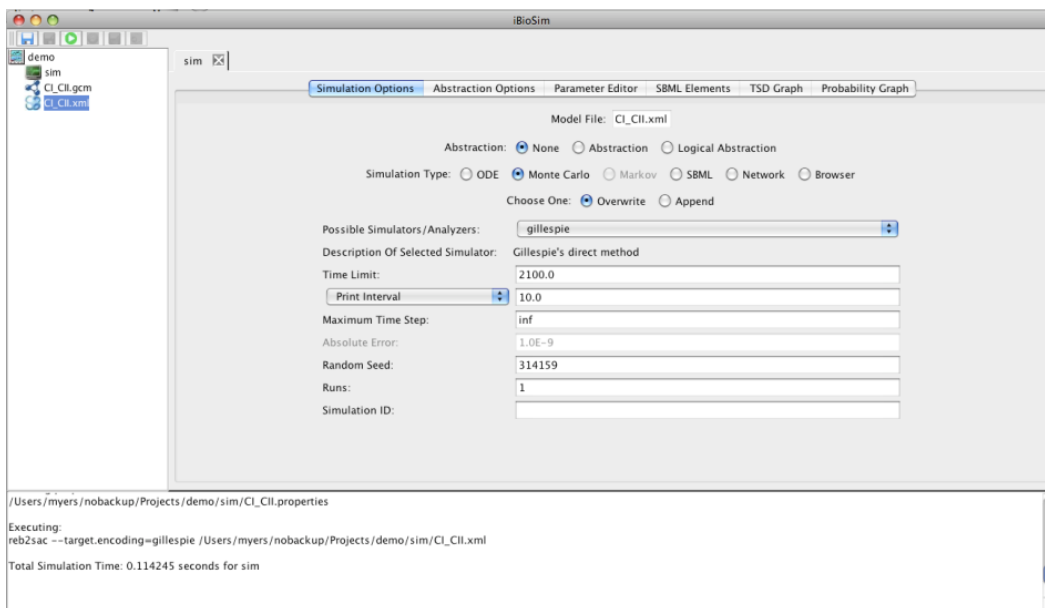 iBioSim
demo
sim
CI_CII.gcm
CI_CII.xml
sim
Simulation Options Abstraction Options Parameter Editor SBML Elements TSD Graph Probability Graph
Model File: CI_CII.xml
Abstraction: None Abstraction Logical Abstraction
Simulation Type: ODE Monte Carlo Markov SBML Network Browser
Choose One: Overwrite Append
Possible Simulators/Analyzers: gillespie
Description Of Selected Simulator: Gillespie's direct method
Time Limit: 2100.0
Print Interval 10.0
Maximum Time Step: inf
Absolute Error: 1.0E-9
Random Seed: 314159
Runs: 1
Simulation ID:
/Users/myers/nobackup/Projects/demo/sim/CI_CII.properties
Executing:
reb2sac --target.encoding=gillespie /Users/myers/nobackup/Projects/demo/sim/CI_CII.xml
Total Simulation Time: 0.114245 seconds for sim